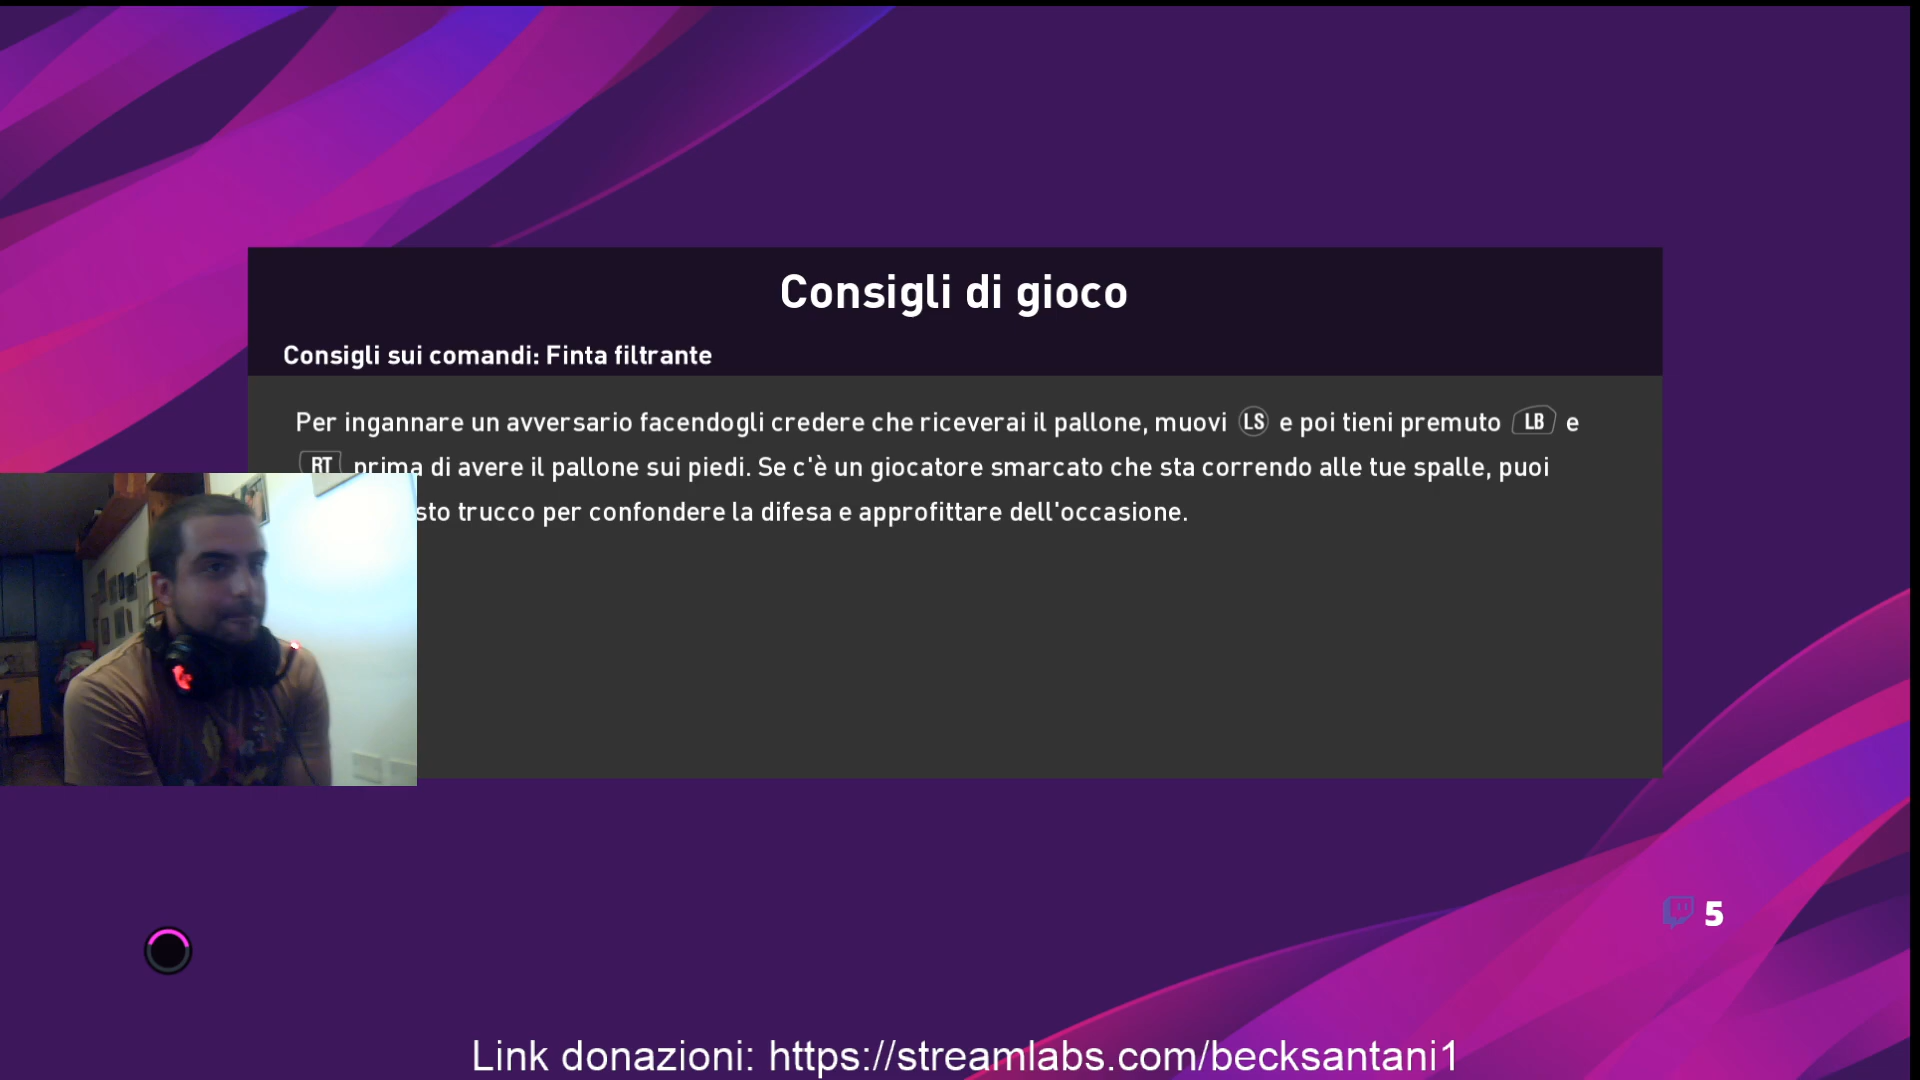 Consigli di gioco
Consigli sui comandi: Finta filtrante
Per ingannare un avversario facendogli credere che riceverai il pallone, muovi LS e poi tieni premuto LB e
RT prima di avere il pallone sui piedi. Se c'è un giocatore smarcato che sta correndo alle tue spalle, puoi
sto trucco per confondere la difesa e approfittare dell'occasione.
5
Link donazioni: https://streamlabs.com/becksantani1